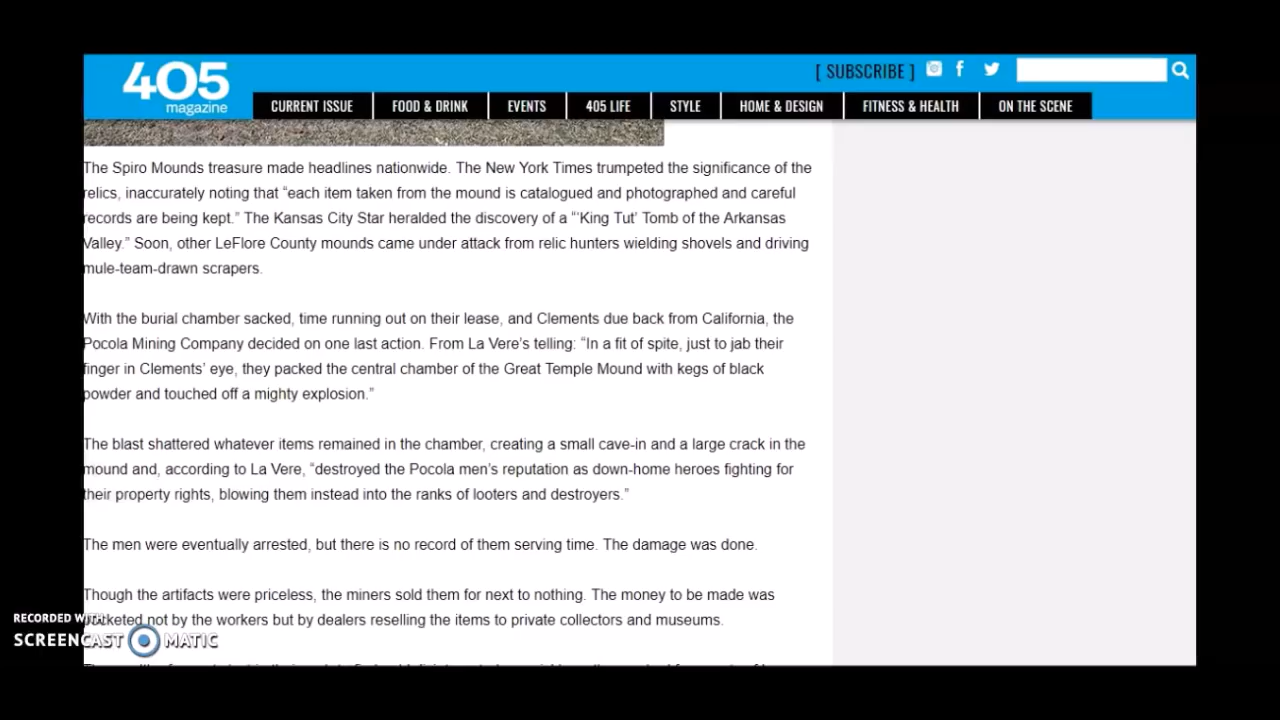 405
magazine
[ SUBSCRIBE ]
CURRENT ISSUE
FOOD & DRINK
EVENTS
405 LIFE
STYLE
HOME & DESIGN
FITNESS & HEALTH
ON THE SCENE
The Spiro Mounds treasure made headlines nationwide. The New York Times trumpeted the significance of the
relics, inaccurately noting that “each item taken from the mound is catalogued and photographed and careful
records are being kept.” The Kansas City Star heralded the discovery of a “‘King Tut’ Tomb of the Arkansas
Valley.” Soon, other LeFlore County mounds came under attack from relic hunters wielding shovels and driving
mule-team-drawn scrapers.
With the burial chamber sacked, time running out on their lease, and Clements due back from California, the
Pocola Mining Company decided on one last action. From La Vere’s telling: “In a fit of spite, just to jab their
finger in Clements’ eye, they packed the central chamber of the Great Temple Mound with kegs of black
powder and touched off a mighty explosion.”
The blast shattered whatever items remained in the chamber, creating a small cave-in and a large crack in the
mound and, according to La Vere, “destroyed the Pocola men’s reputation as down-home heroes fighting for
their property rights, blowing them instead into the ranks of looters and destroyers.”
The men were eventually arrested, but there is no record of them serving time. The damage was done.
Though the artifacts were priceless, the miners sold them for next to nothing. The money to be made was
pocketed not by the workers but by dealers reselling the items to private collectors and museums.
RECORDED WITH
SCREENCAST MATIC